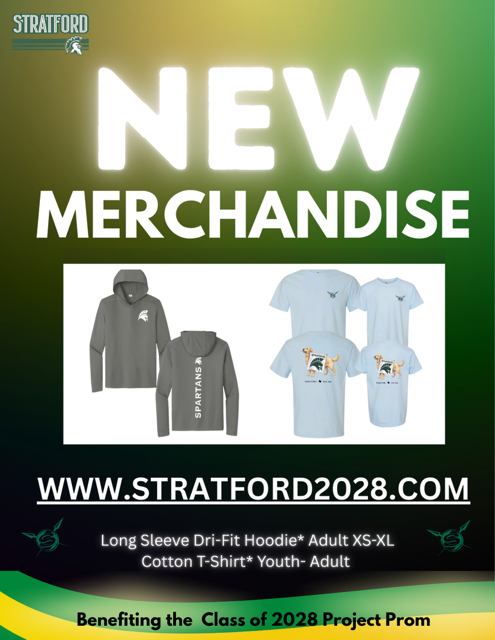 STRATFORD
NEW
MERCHANDISE
SPARTANS
WWW.STRATFORD2028.COM
Long Sleeve Dri-Fit Hoodie* Adult XS-XL
Cotton T-Shirt* Youth- Adult
Benefiting the Class of 2028 Project Prom